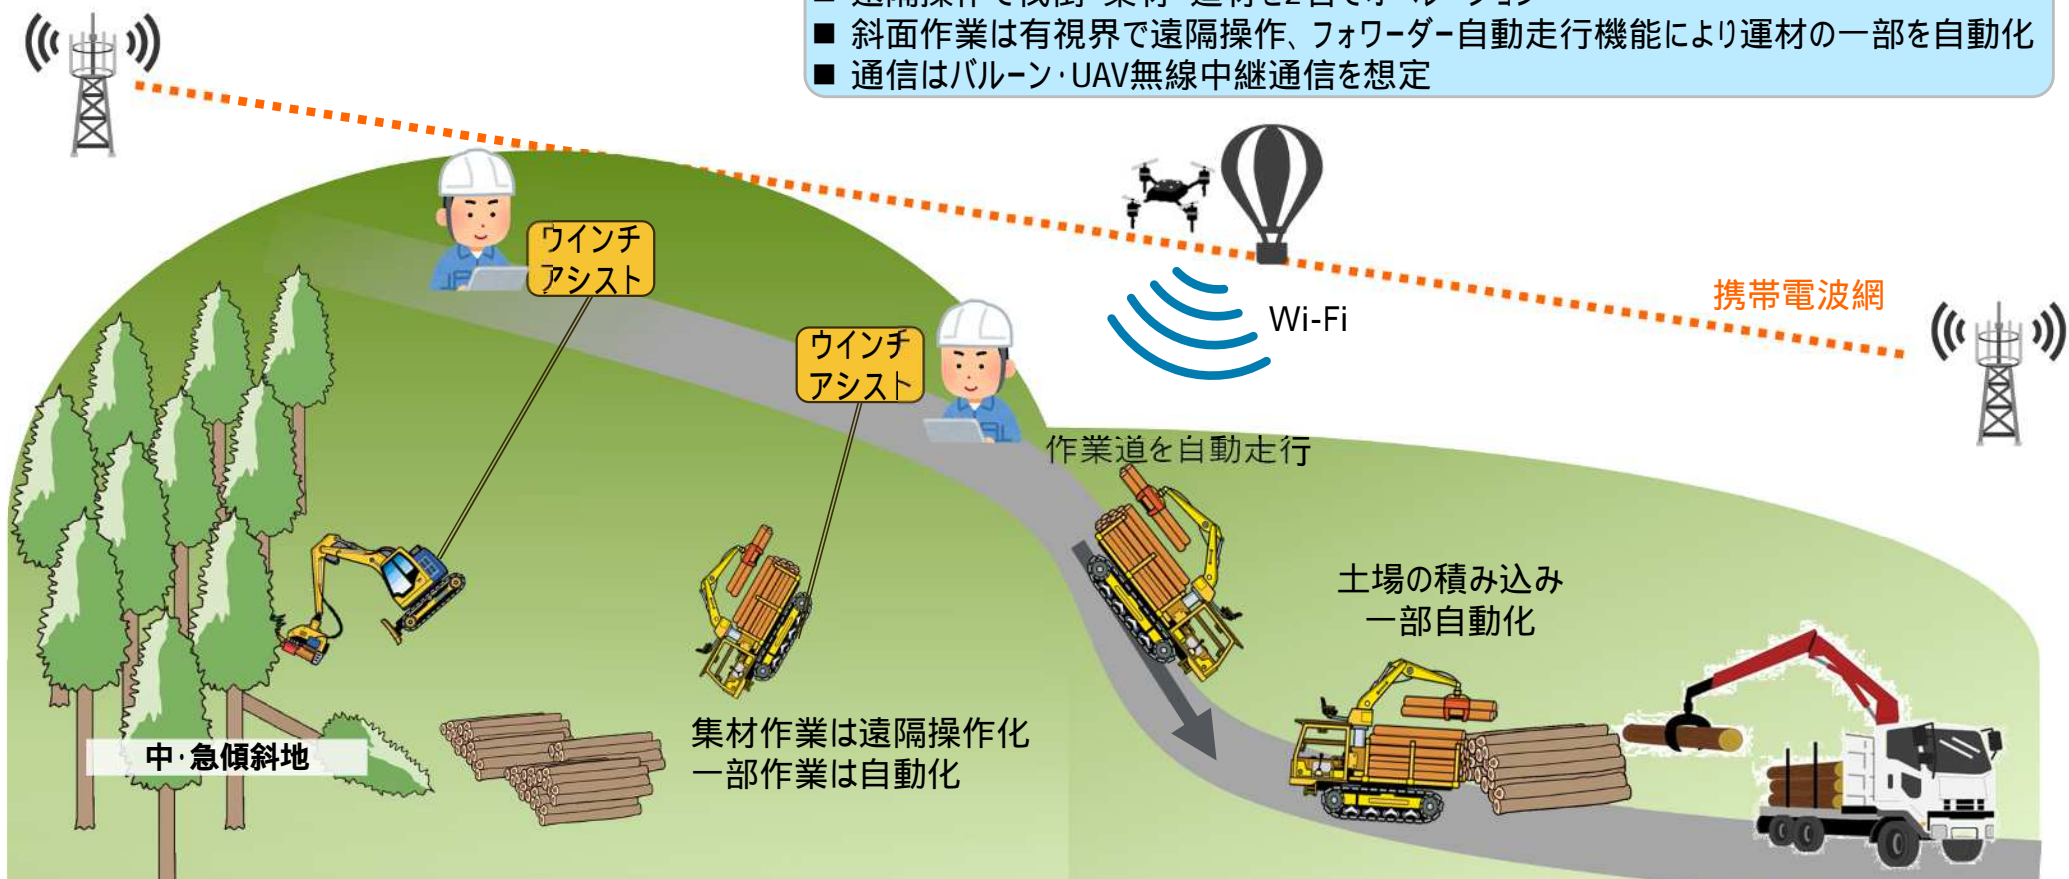 ■ 斜面作業は有視界で遠隔操作、フォワーダー自動走行機能により運材の一部を自動化
■ 通信はバルーン・UAV無線中継通信を想定
ウインチ
アシスト
携帯電波網
Wi-Fi
ウインチ
アシスト
作業道を自動走行
土場の積み込み
一部自動化
集材作業は遠隔操作化
一部作業は自動化
中・急傾斜地